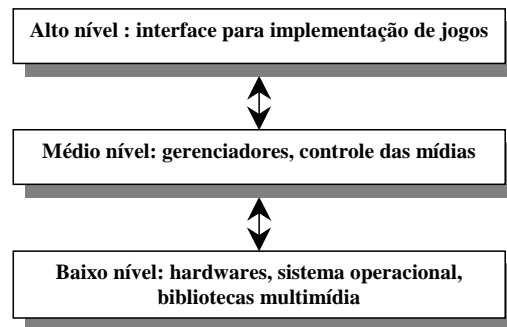 Alto nível : interface para implementação de jogos
Médio nível: gerenciadores, controle das mídias
Baixo nível: hardwares, sistema operacional,
bibliotecas multimídia